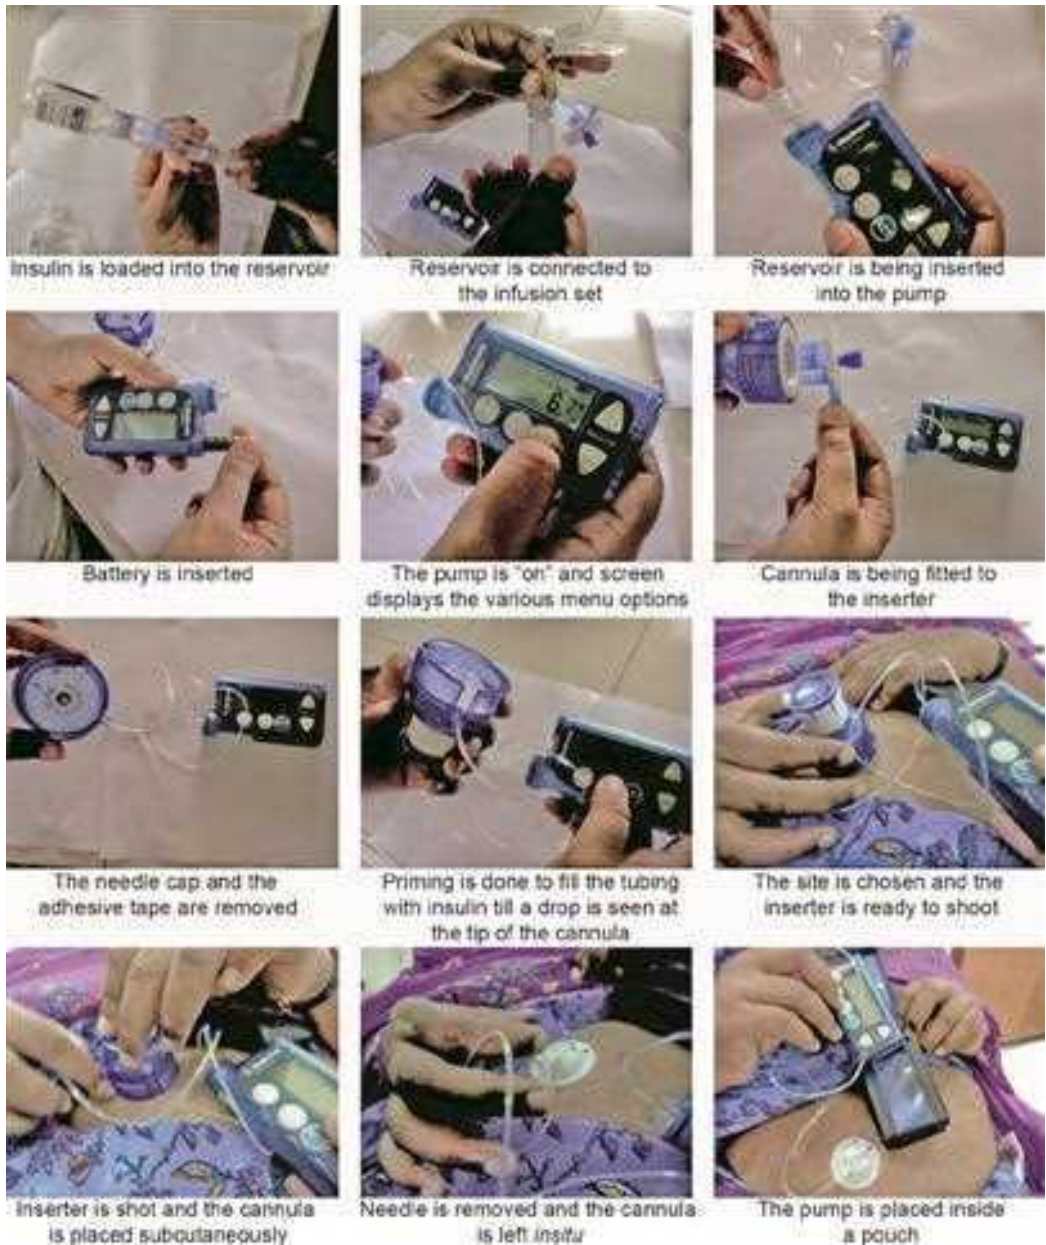 Insulin is loaded into the reservoir
Reservoir is connected to
the infusion set
Reservoir is being inserted
into the pump
Battery is inserted
The pump is "on" and screen
displays the various menu options
Cannula is being fitted to
the inserter
The needle cap and the
adhesive tape are removed
Priming is done to fill the tubing
with insulin till a drop is seen at
the tip of the cannula
The site is chosen and the
inserter is ready to shoot
Inserter is shot and the cannula
is placed subcutaneously
Needle is removed and the cannula
is left insitu
The pump is placed inside
a pouch